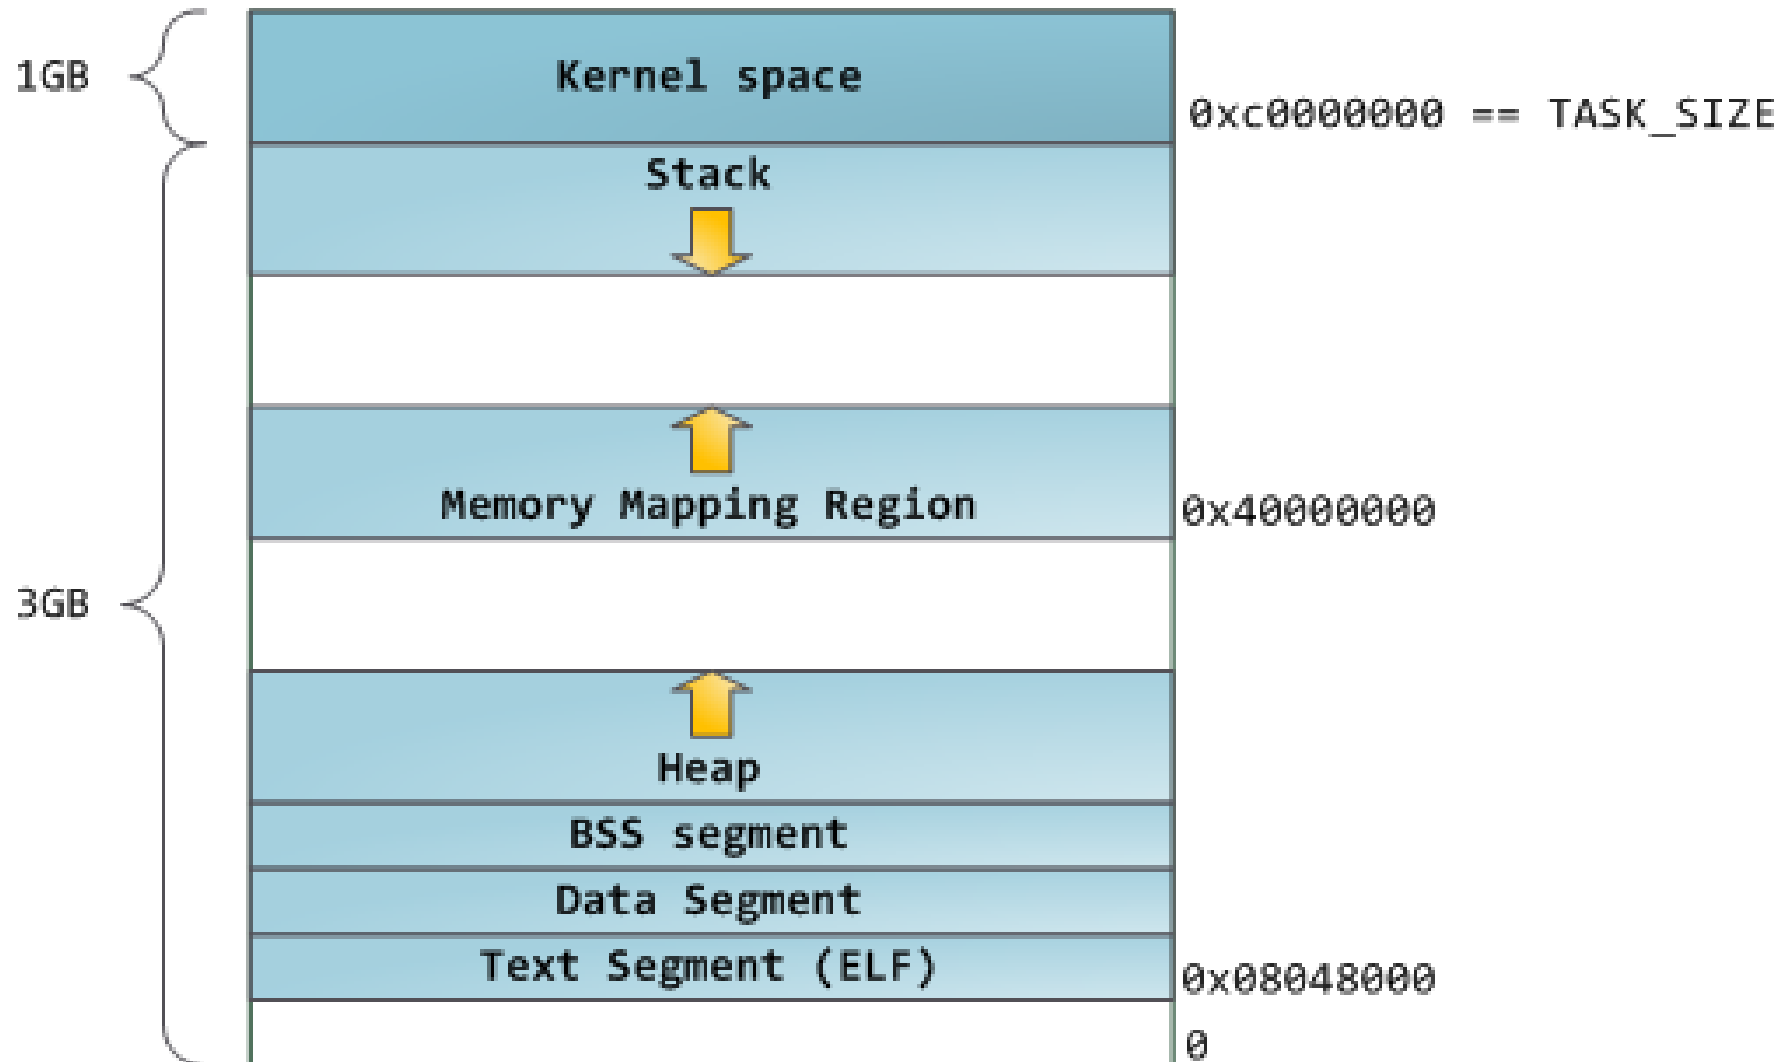 1GB
Kernel space
0xc0000000 == TASK_SIZE
Stack
Memory Mapping Region
0x40000000
3GB
Heap
BSS segment
Data Segment
Text Segment (ELF)
0x08048000
0